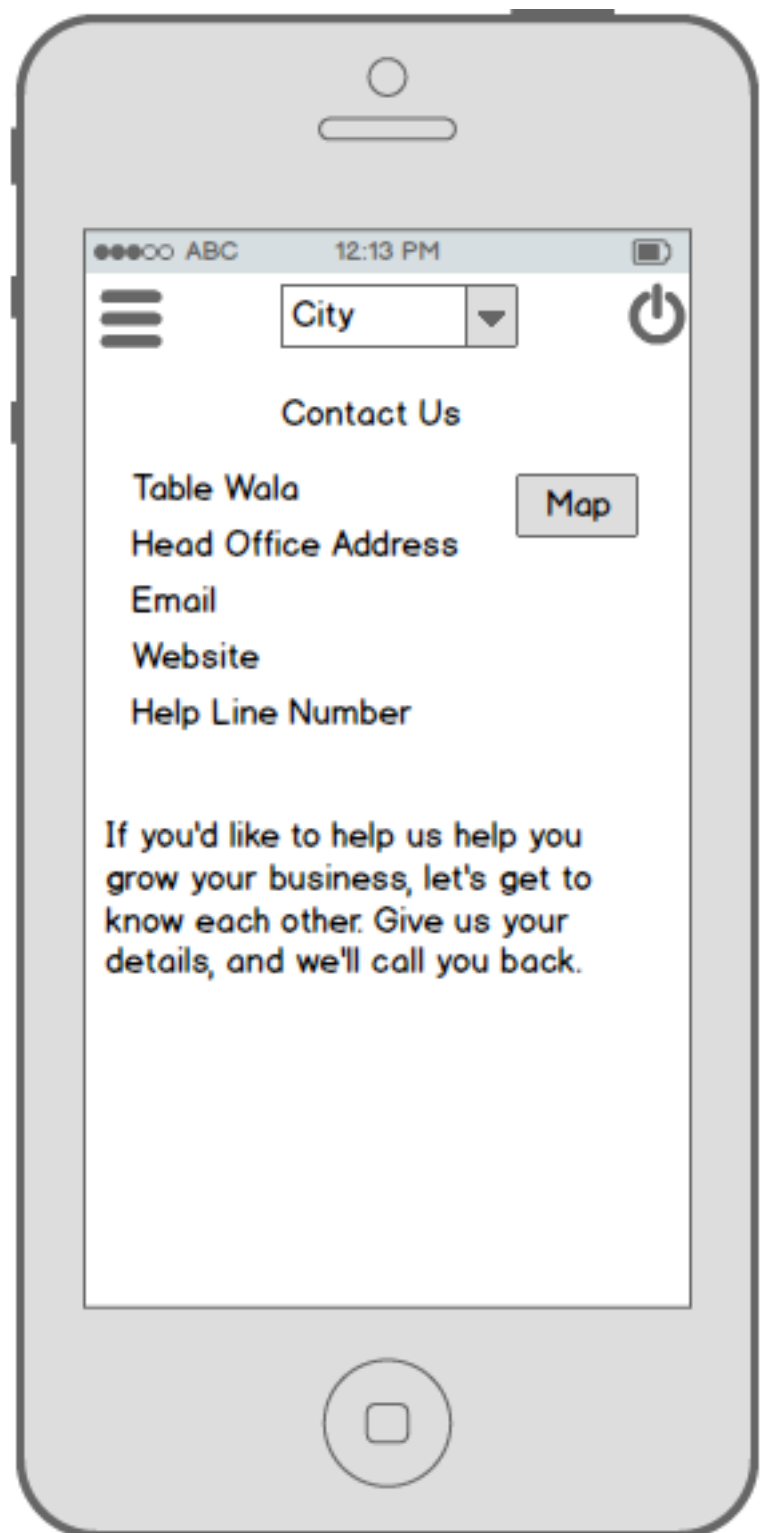 ABC 12:13 PM
City
Contact Us
Table Wala
Map
Head Office Address
Email
Website
Help Line Number
If you'd like to help us help you
grow your business, let's get to
know each other. Give us your
details, and we'll call you back.